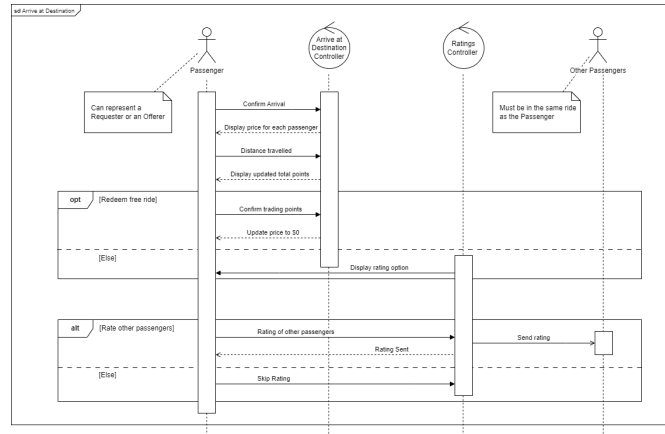 sd Arrive at Destination
Passenger
Arrive at
Destination
Controller
Ratings
Controller
Other Passengers
Can represent a
Requester or an Offerer
Must be in the same ride
as the Passenger
Confirm Arrival
Display price for each passenger
Distance travelled
Display updated total points
opt
[Redeem free ride]
Confirm trading points
Update price to $0
[Else]
Display rating option
alt
[Rate other passengers]
Rating of other passengers
Send rating
Rating Sent
[Else]
Skip Rating